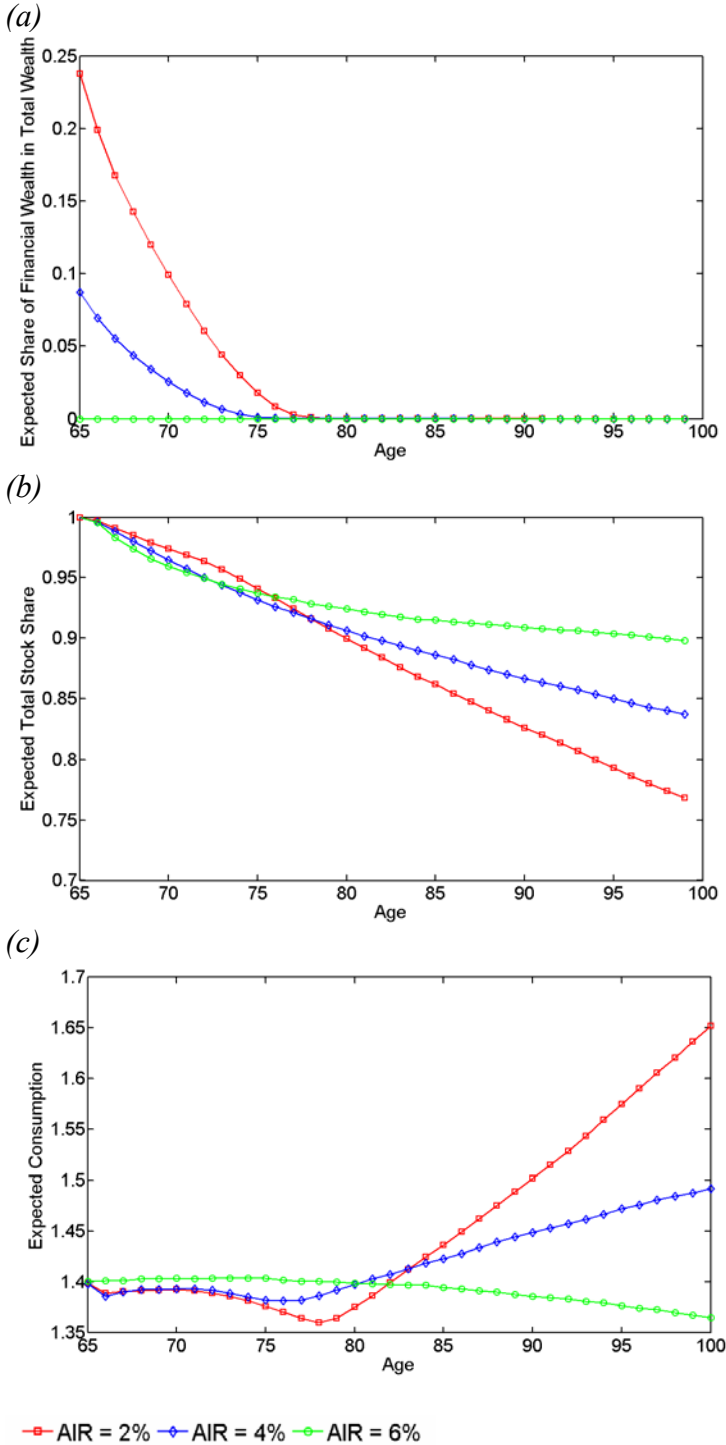 (a)
Expected Share of Financial Wealth in Total Wealth
0.25
0.2
0.15
0.1
0.05
0
65 70 75 80 85 90 95 100
Age
(b)
Expected Total Stock Share
1
0.95
0.9
0.85
0.8
0.75
0.7
65 70 75 80 85 90 95 100
Age
(c)
Expected Consumption
1.7
1.65
1.6
1.55
1.5
1.45
1.4
1.35
65 70 75 80 85 90 95 100
Age
AIR = 2% AIR = 4% AIR = 6%